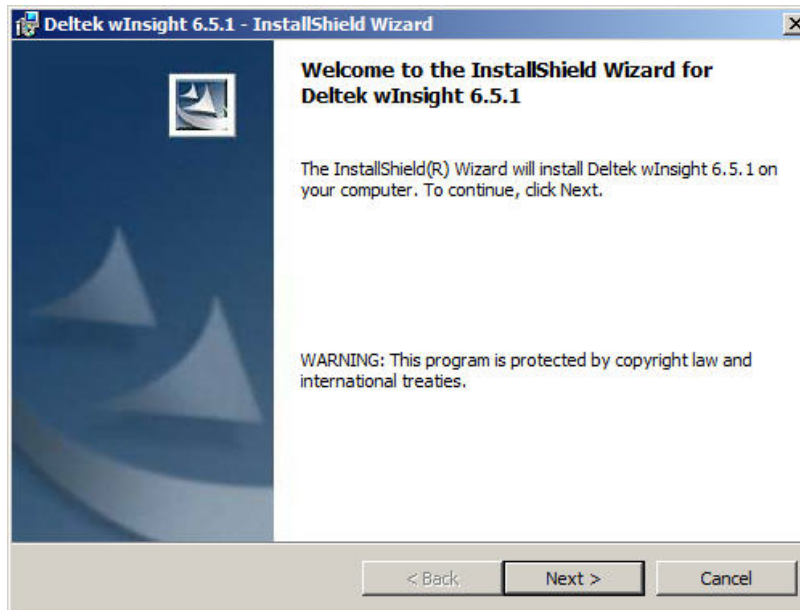 Deltek wInsight 6.5.1 - InstallShield Wizard
Welcome to the InstallShield Wizard for
Deltek wInsight 6.5.1
The InstallShield(R) Wizard will install Deltek wInsight 6.5.1 on
your computer. To continue, click Next.
WARNING: This program is protected by copyright law and
international treaties.
< Back Next > Cancel